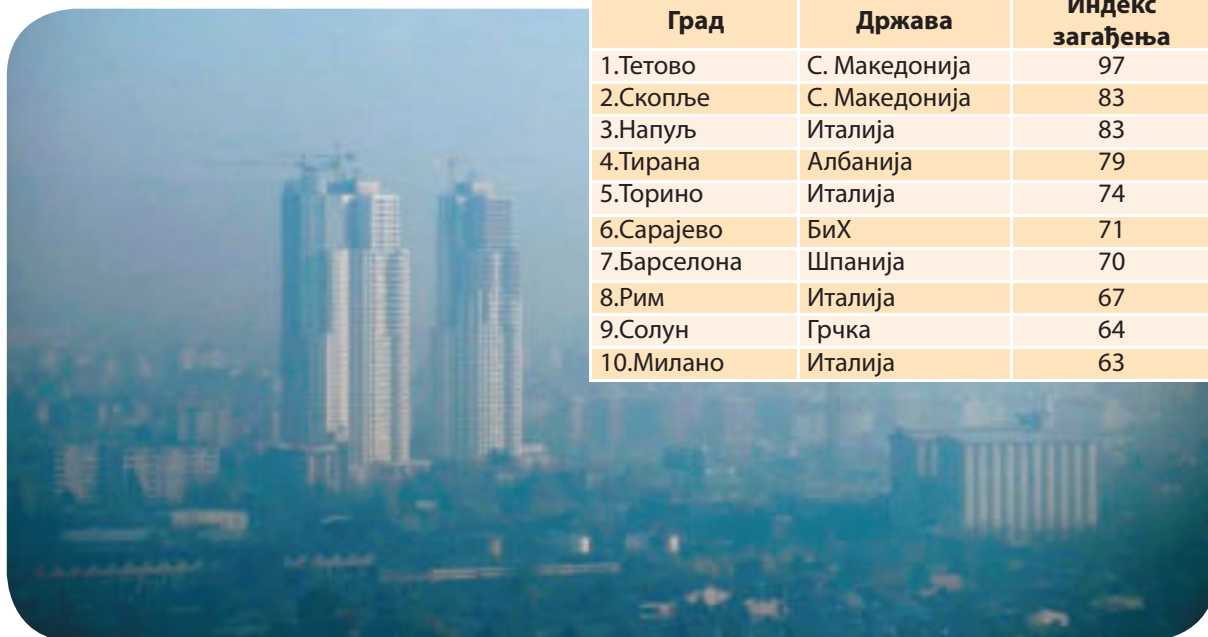 Град Држава Индекс загађења
1.Тетово С. Македонија 97
2.Скопље С. Македонија 83
3.Напуљ Италија 83
4.Тирана Албанија 79
5.Торино Италија 74
6.Сарајево БиХ 71
7.Барселона Шпанија 70
8.Рим Италија 67
9.Солун Грчка 64
10.Милано Италија 63